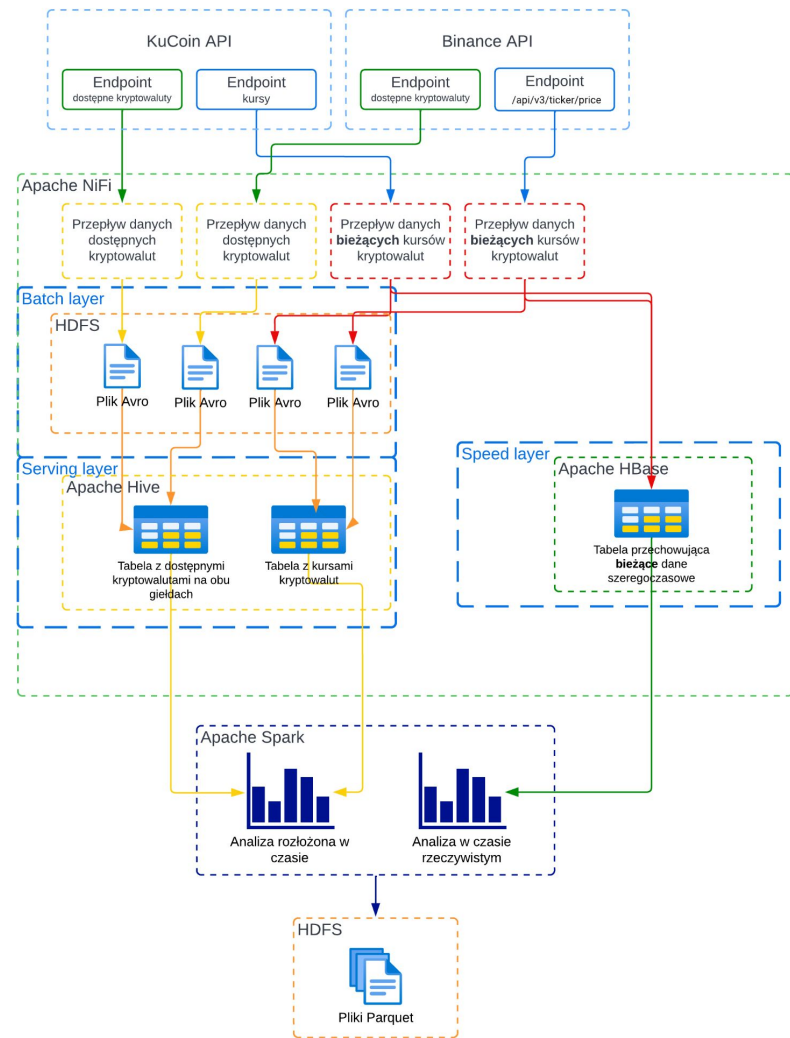 KuCoin API
Binance API
Endpoint
dostępne kryptowaluty
Endpoint
kursy
Endpoint
dostępne kryptowaluty
Endpoint
/api/v3/ticker/price
Apache NiFi
Przepływ danych
dostępnych
kryptowalut
Przepływ danych
dostępnych
kryptowalut
Przepływ danych
bieżących kursów
kryptowalut
Przepływ danych
bieżących kursów
kryptowalut
Batch layer
HDFS
Plik Avro
Plik Avro
Plik Avro
Plik Avro
Serving layer
Apache Hive
Tabela z dostępnymi
kryptowalutami na obu
giełdach
Tabela z kursami
kryptowalut
Speed layer
Apache HBase
Tabela przechowująca
bieżące dane
szeregoczasowe
Apache Spark
Analiza rozłożona w
czasie
Analiza w czasie
rzeczywistym
HDFS
Pliki Parquet